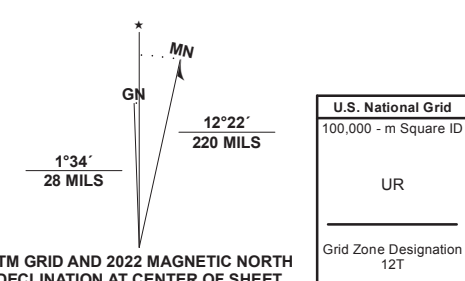 ★
MN
GN
12°22´
220 MILS
1°34´
28 MILS
TM GRID AND 2022 MAGNETIC NORTH
DECLINATION AT CENTER OF SHEET
U.S. National Grid
100,000 - m Square ID
UR
Grid Zone Designation
12T